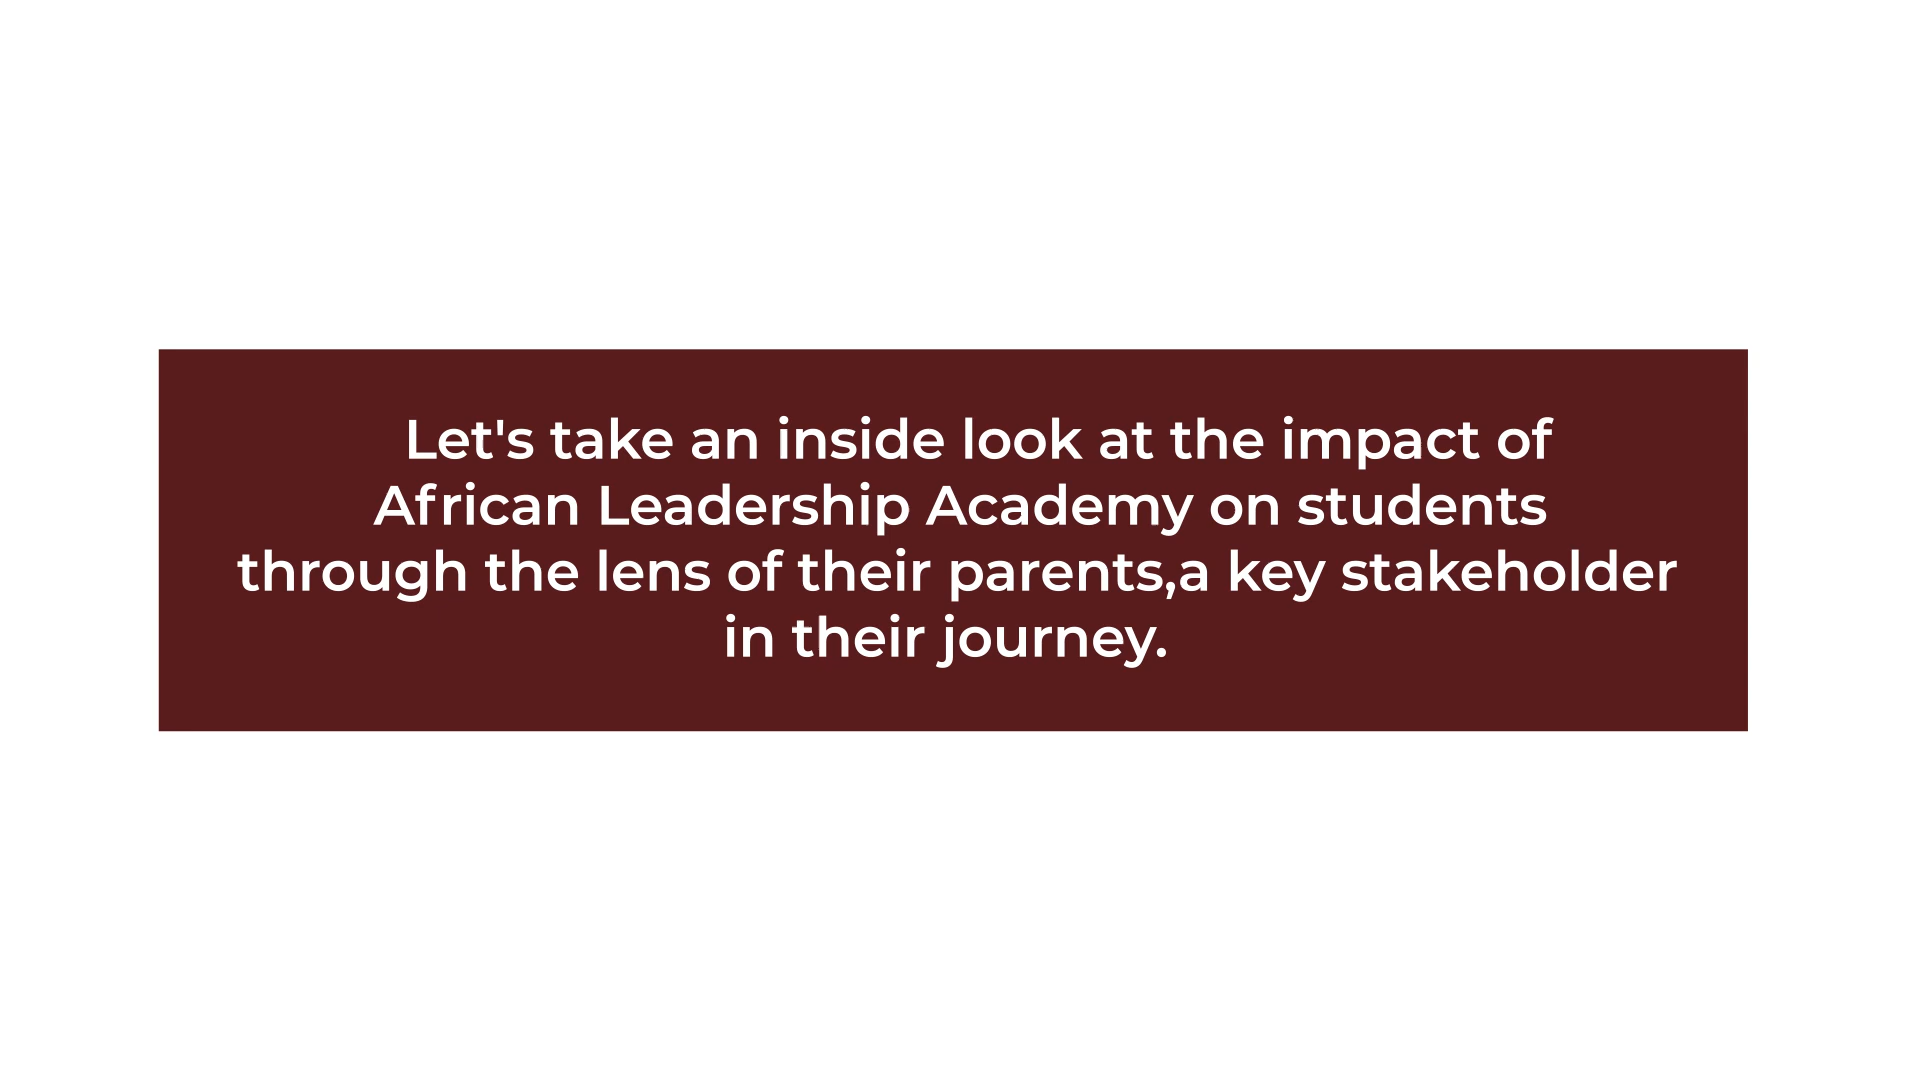 Let's take an inside look at the impact of
African Leadership Academy on students
through the lens of their parents,a key stakeholder
in their journey.